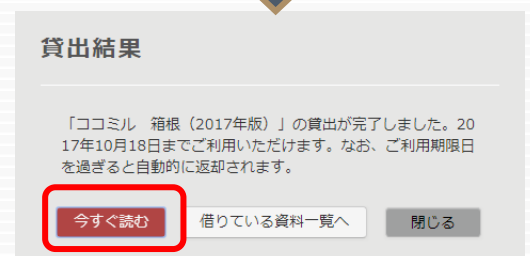 貸出結果
「ココミル　箱根（2017年版）」の貸出が完了しました。20
17年10月18日までご利用いただけます。なお、ご利用期限日
を過ぎると自動的に返却されます。
今すぐ読む　借りている資料一覧へ　閉じる